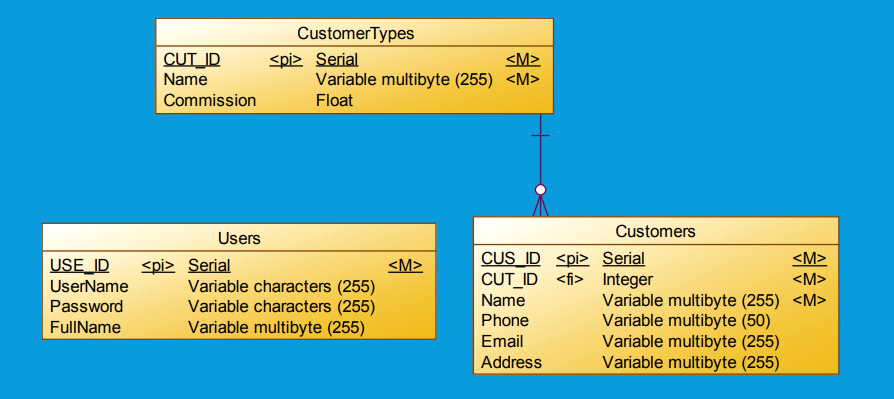 CustomerTypes
CUT_ID <pi> Serial <M>
Name Variable multibyte (255) <M>
Commission Float
Users
USE_ID <pi> Serial <M>
UserName Variable characters (255)
Password Variable characters (255)
FullName Variable multibyte (255)
Customers
CUS_ID <pi> Serial <M>
CUT_ID <fi> Integer <M>
Name Variable multibyte (255) <M>
Phone Variable multibyte (50)
Email Variable multibyte (255)
Address Variable multibyte (255)